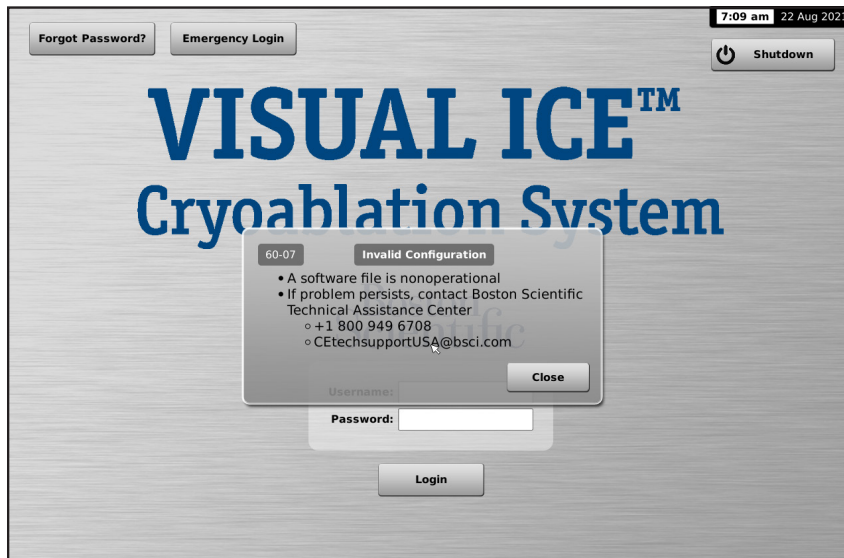 7:09 am 22 Aug 202
Forgot Password? Emergency Login
Shutdown
VISUAL ICE™
Cryoablation System
60-07 Invalid Configuration
• A software file is nonoperational
• If problem persists, contact Boston Scientific
Technical Assistance Center
○ +1 800 949 6708
○ CEtechsupportUSA@bsci.com
Close
Username:
Password:
Login